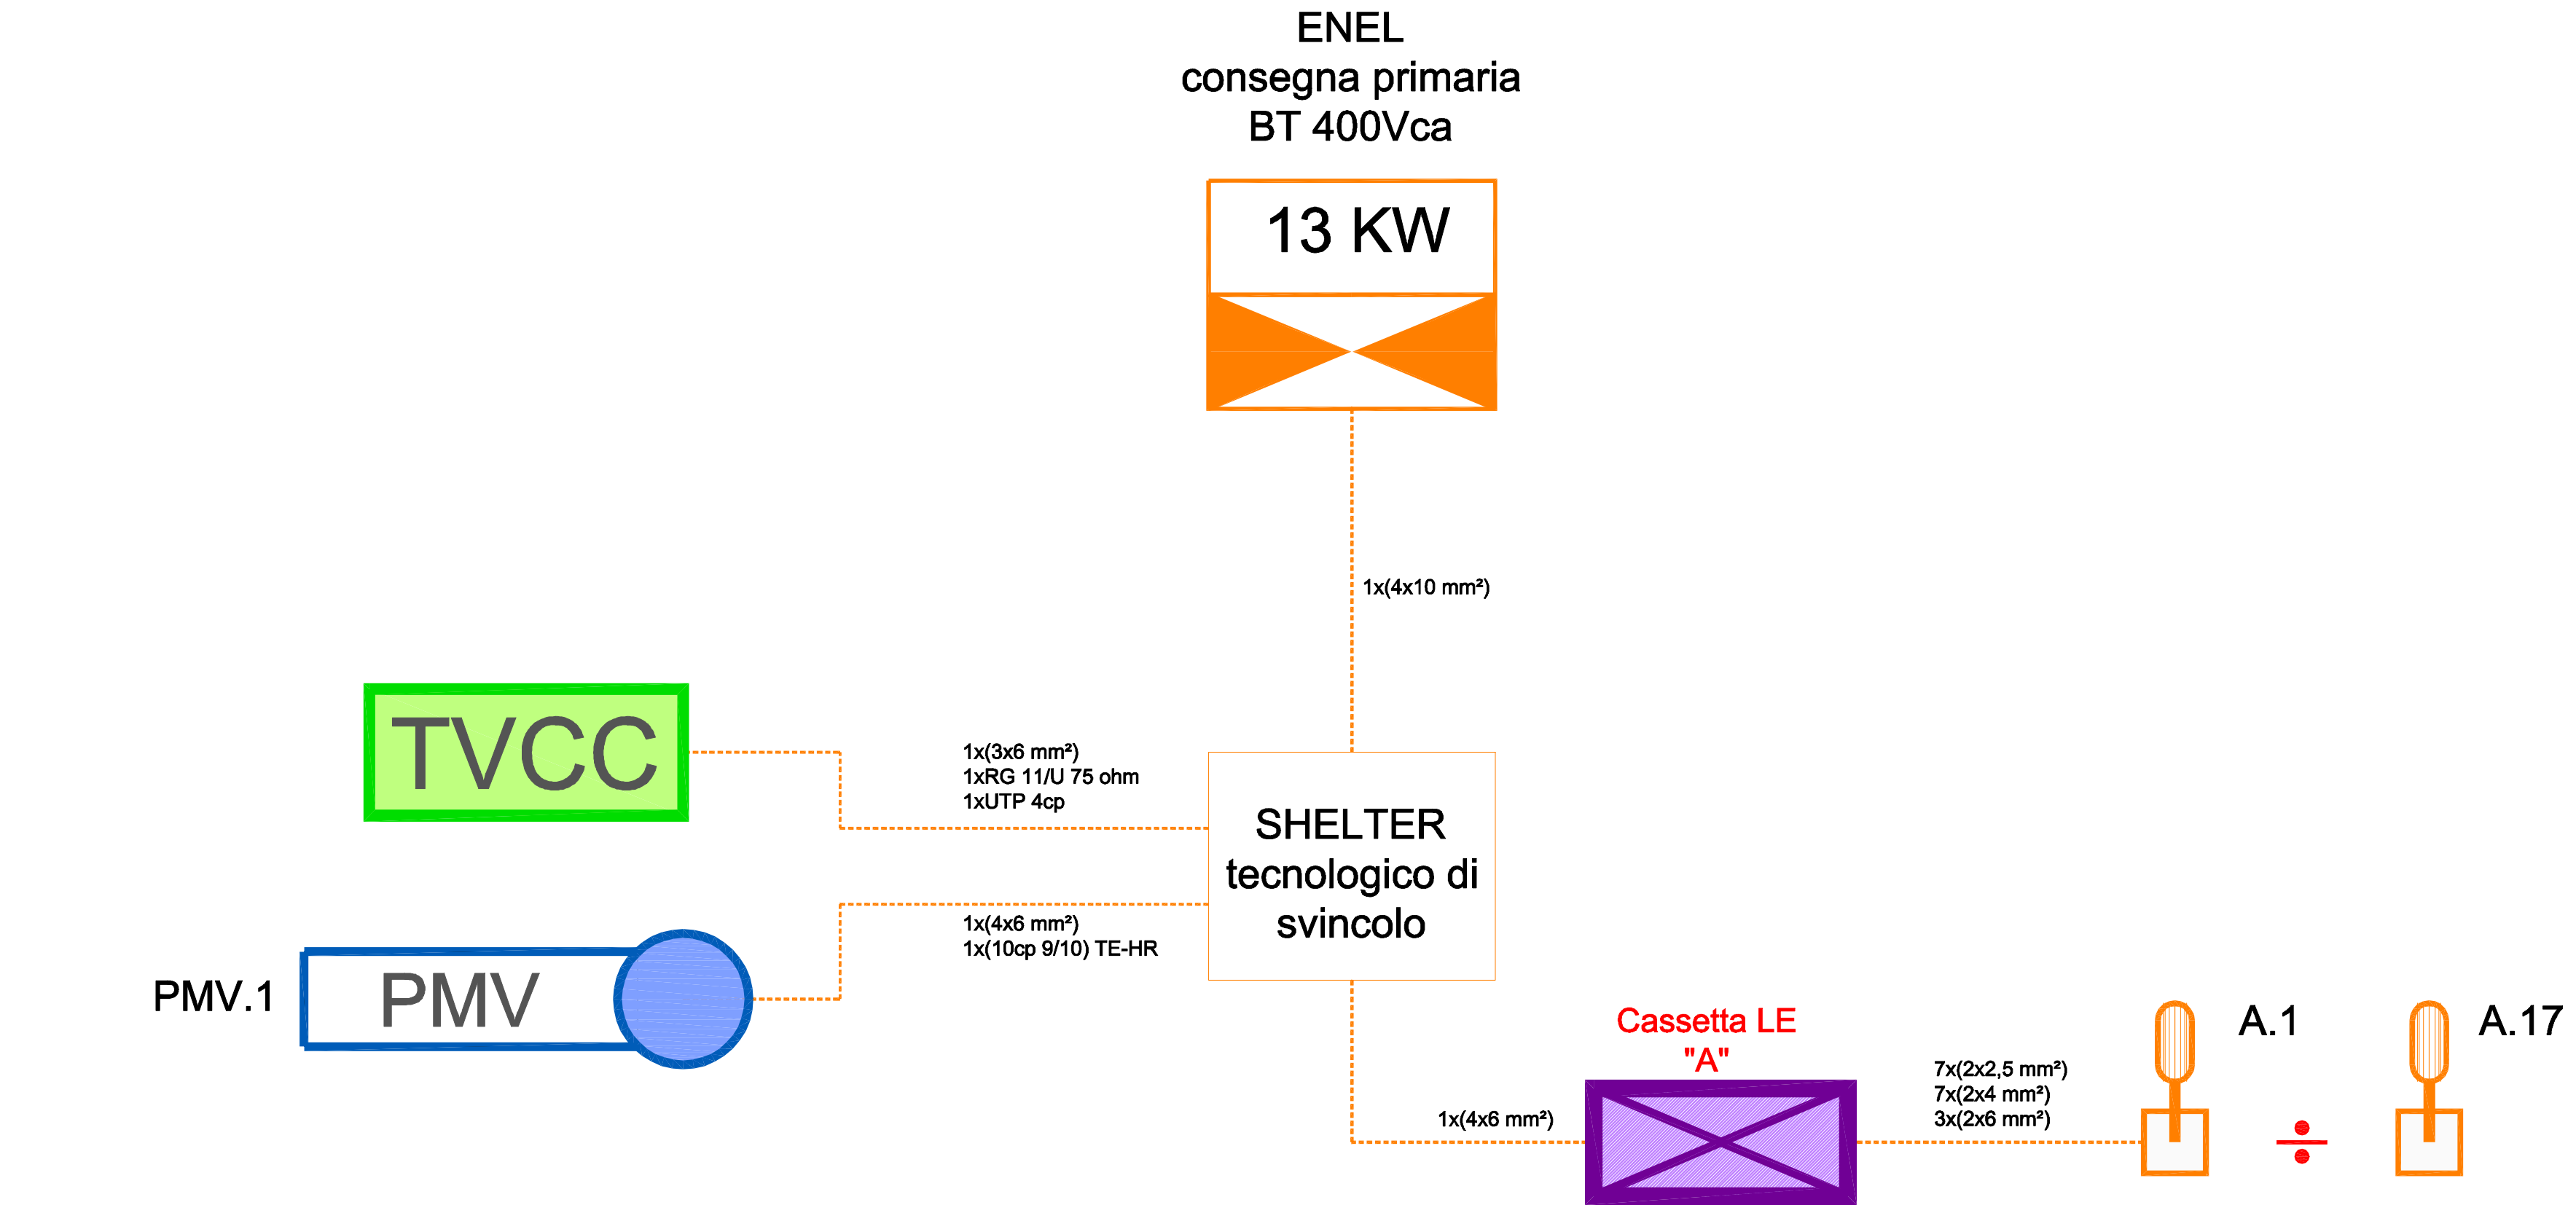 ENEL
consegna primaria
BT 400Vca
13 KW
1x(4x10 mm²)
TVCC
1x(3x6 mm²)
1xRG 11/U 75 ohm
1xUTP 4cp
SHELTER
tecnologico di
svincolo
1x(4x6 mm²)
1x(10cp 9/10) TE-HR
PMV.1
PMV
Cassetta LE
"A"
1x(4x6 mm²)
7x(2x2,5 mm²)
7x(2x4 mm²)
3x(2x6 mm²)
A.1
÷
A.17